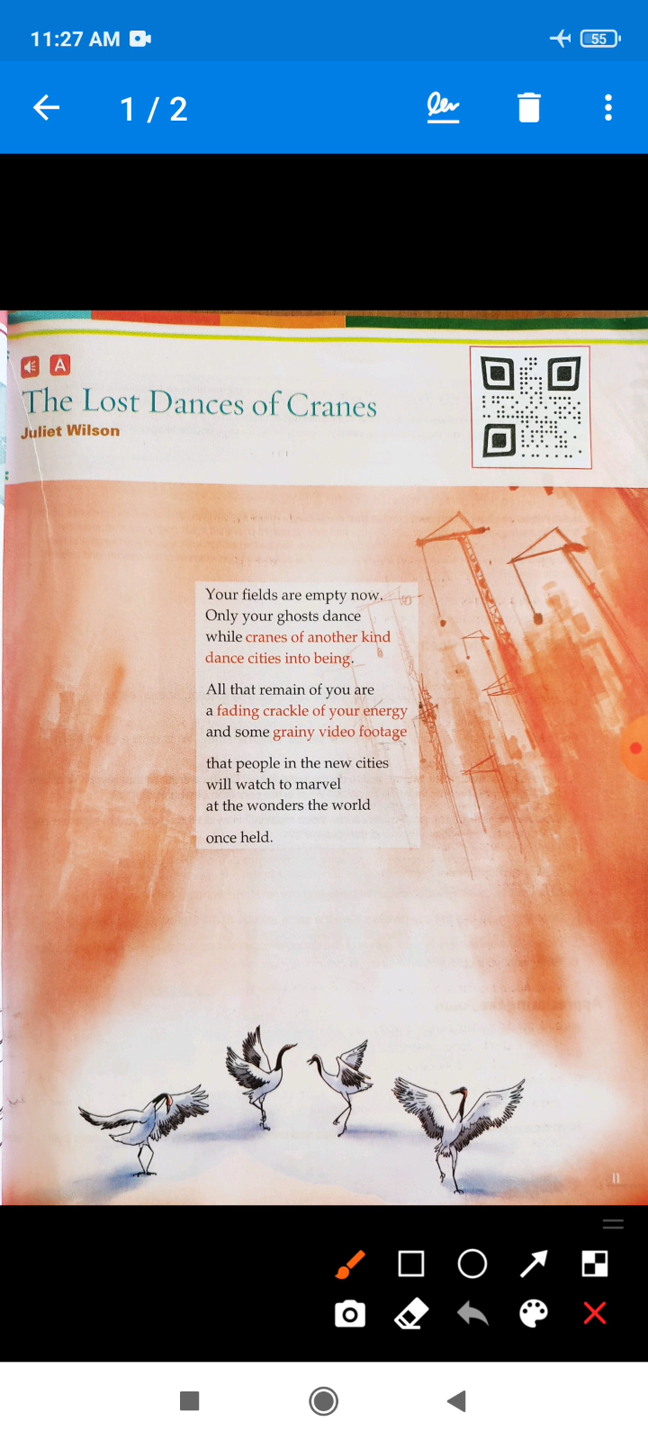 11:27 AM
55
1 / 2
A
The Lost Dances of Cranes
Juliet Wilson
Your fields are empty now.
Only your ghosts dance
while cranes of another kind
dance cities into being.
All that remain of you are
a fading crackle of your energy
and some grainy video footage
that people in the new cities
will watch to marvel
at the wonders the world
once held.
11